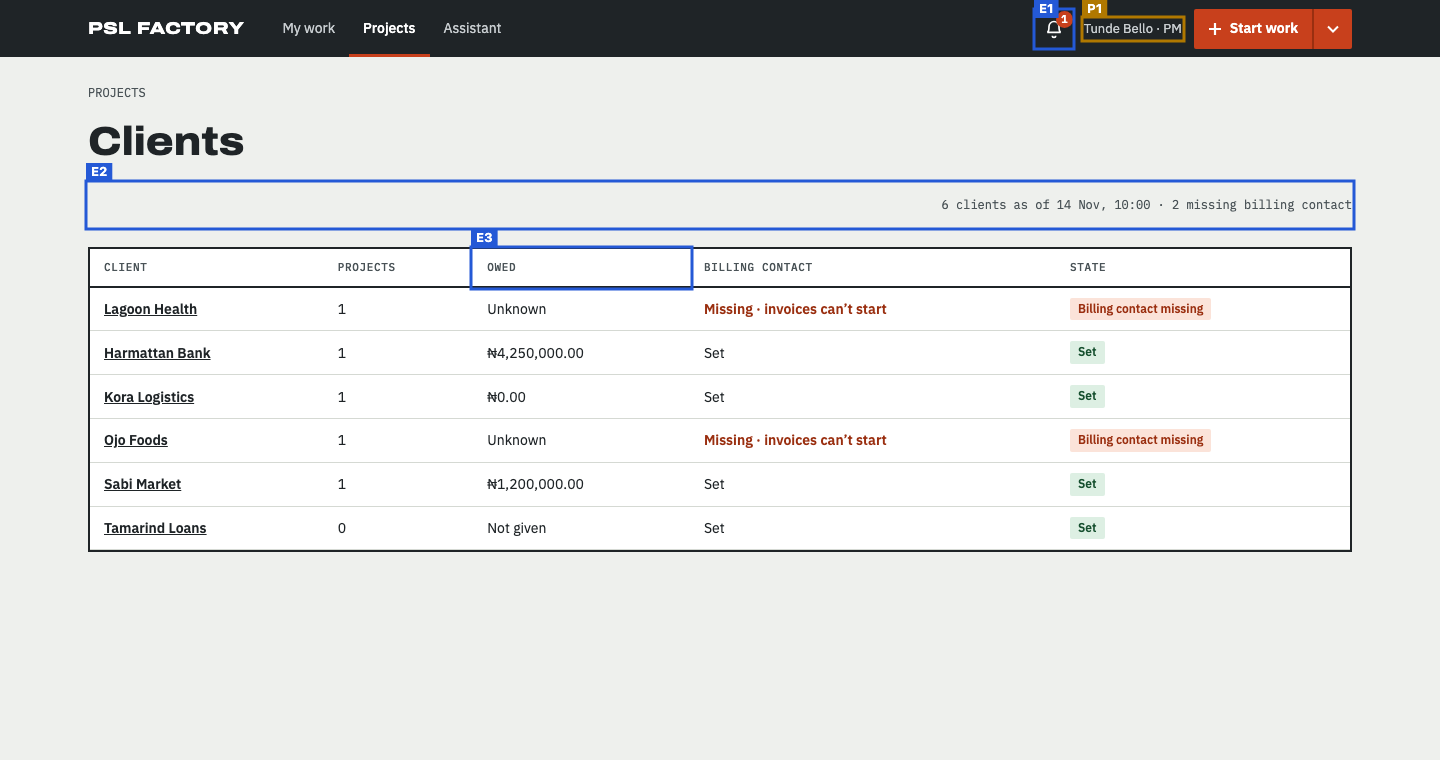 PSL FACTORY My work Projects Assistant E1 1 P1 Tunde Bello · PM + Start work
PROJECTS
Clients
E2
6 clients as of 14 Nov, 10:00 · 2 missing billing contact
E3
CLIENT PROJECTS OWED BILLING CONTACT STATE
Lagoon Health 1 Unknown Missing · invoices can’t start Billing contact missing
Harmattan Bank 1 ₦4,250,000.00 Set Set
Kora Logistics 1 ₦0.00 Set Set
Ojo Foods 1 Unknown Missing · invoices can’t start Billing contact missing
Sabi Market 1 ₦1,200,000.00 Set Set
Tamarind Loans 0 Not given Set Set